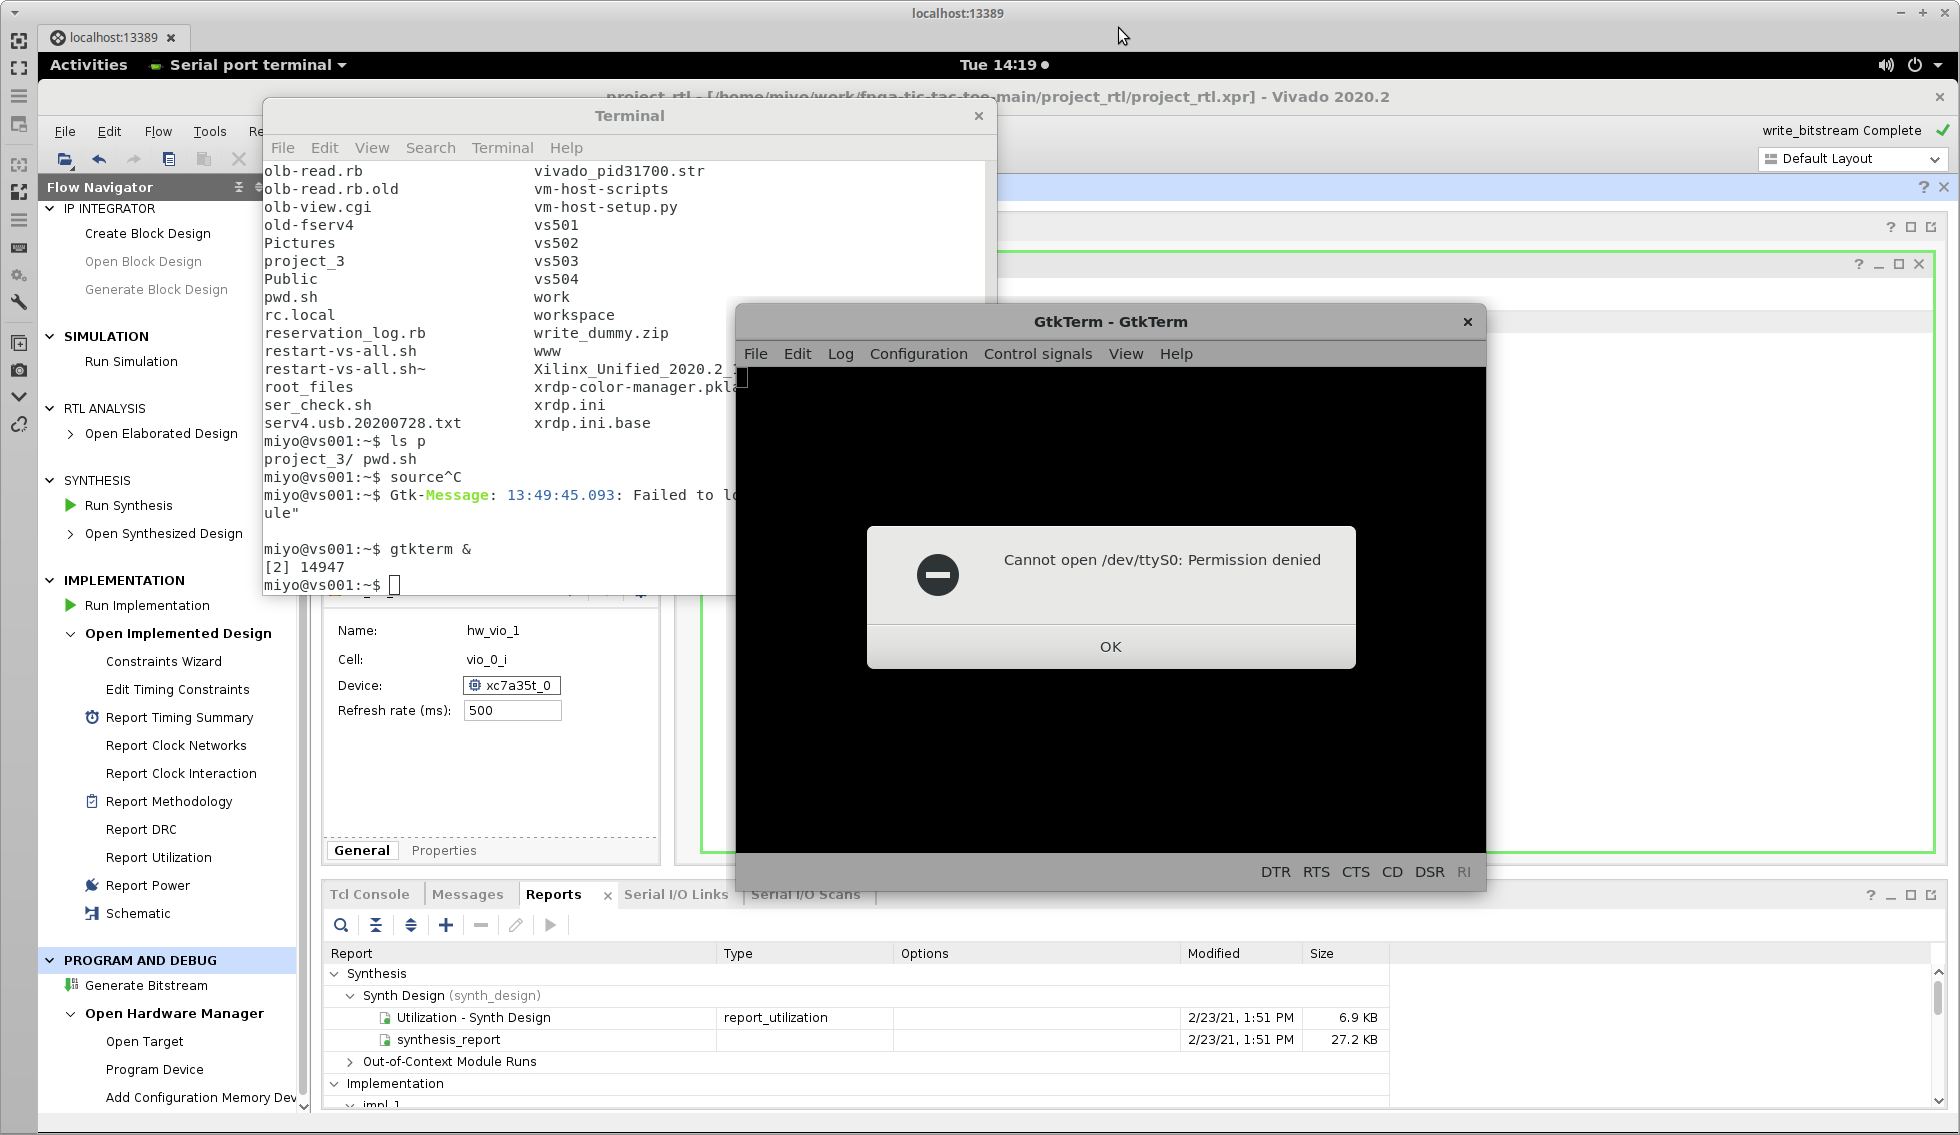 localhost:13389
localhost:13389
Activities Serial port terminal Tue 14:19
project_rtl - [/home/miyo/work/fpga-tic-tac-toe-main/project_rtl/project_rtl.xpr] - Vivado 2020.2
File Edit Flow Tools Re
write_bitstream Complete
Default Layout
Flow Navigator
IP INTEGRATOR
Create Block Design
Open Block Design
Generate Block Design
SIMULATION
Run Simulation
RTL ANALYSIS
Open Elaborated Design
SYNTHESIS
Run Synthesis
Open Synthesized Design
IMPLEMENTATION
Run Implementation
Open Implemented Design
Constraints Wizard
Edit Timing Constraints
Report Timing Summary
Report Clock Networks
Report Clock Interaction
Report Methodology
Report DRC
Report Utilization
Report Power
Schematic
PROGRAM AND DEBUG
Generate Bitstream
Open Hardware Manager
Open Target
Program Device
Add Configuration Memory Dev
Terminal
File Edit View Search Terminal Help
olb-read.rb vivado_pid31700.str
olb-read.rb.old vm-host-scripts
olb-view.cgi vm-host-setup.py
old-fserv4 vs501
Pictures vs502
project_3 vs503
Public vs504
pwd.sh work
rc.local workspace
reservation_log.rb write_dummy.zip
restart-vs-all.sh www
restart-vs-all.sh~ Xilinx_Unified_2020.2_
root_files xrdp-color-manager.pkla
ser_check.sh xrdp.ini
serv4.usb.20200728.txt xrdp.ini.base
miyo@vs001:~$ ls p
project_3/ pwd.sh
miyo@vs001:~$ source^C
miyo@vs001:~$ Gtk-Message: 13:49:45.093: Failed to lo
ule"
miyo@vs001:~$ gtkterm &
[2] 14947
miyo@vs001:~$
GtkTerm - GtkTerm
File Edit Log Configuration Control signals View Help
Cannot open /dev/ttyS0: Permission denied
OK
DTR RTS CTS CD DSR RI
Name: hw_vio_1
Cell: vio_0_i
Device: xc7a35t_0
Refresh rate (ms): 500
General Properties
Tcl Console Messages Reports Serial I/O Links Serial I/O Scans
Report Type Options Modified Size
Synthesis
Synth Design (synth_design)
Utilization - Synth Design report_utilization 2/23/21, 1:51 PM 6.9 KB
synthesis_report 2/23/21, 1:51 PM 27.2 KB
Out-of-Context Module Runs
Implementation
impl_1